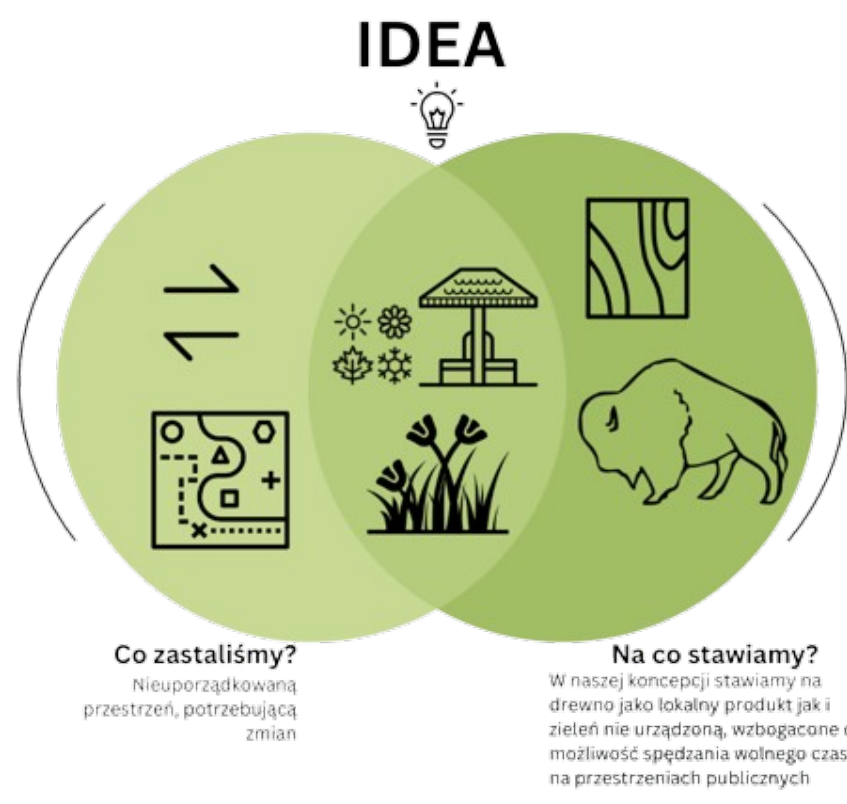 IDEA
Co zastaliśmy?
Nieuporządkowaną
przestrzeń, potrzebującą
zmian
Na co stawiamy?
W naszej koncepcji stawiamy na
drewno jako lokalny produkt jak i
zieleń nie urządzoną, wzbogacone
możliwość spędzania wolnego czas
na przestrzeniach publicznych